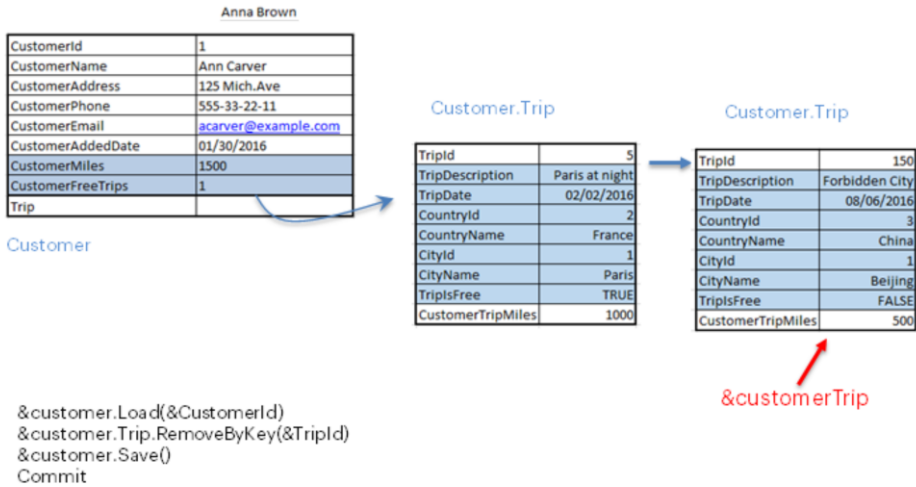 Anna Brown
CustomerId 1
CustomerName Ann Carver
CustomerAddress 125 Mich.Ave
CustomerPhone 555-33-22-11
CustomerEmail acarver@example.com
CustomerAddedDate 01/30/2016
CustomerMiles 1500
CustomerFreeTrips 1
Trip
Customer
Customer.Trip
TripId 5
TripDescription Paris at night
TripDate 02/02/2016
CountryId 2
CountryName France
CityId 1
CityName Paris
TripIsFree TRUE
CustomerTripMiles 1000
Customer.Trip
TripId 150
TripDescription Forbidden City
TripDate 08/06/2016
CountryId 3
CountryName China
CityId 1
CityName Beijing
TripIsFree FALSE
CustomerTripMiles 500
&customerTrip
&customer.Load(&CustomerId)
&customer.Trip.RemoveByKey(&TripId)
&customer.Save()
Commit